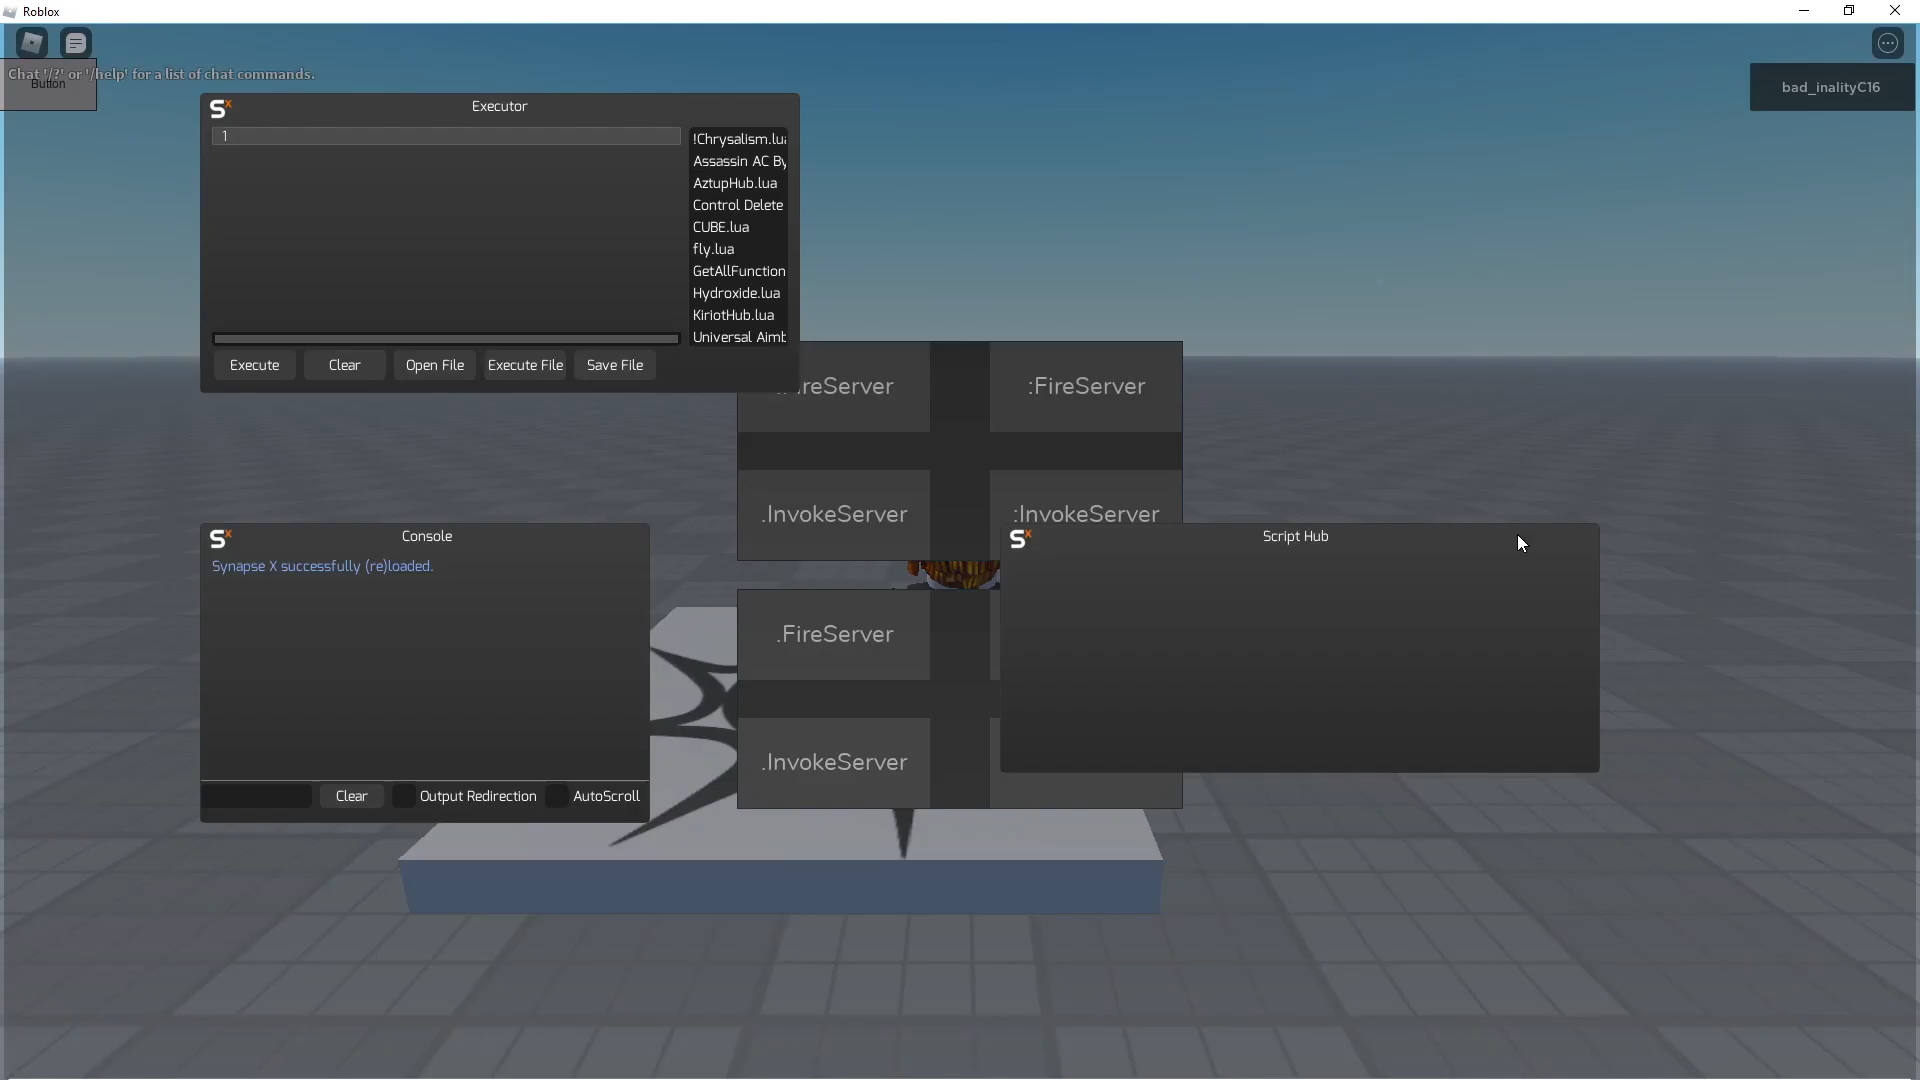 Roblox
Chat '/?' or '/help' for a list of chat commands.
Button
bad_inalityC16
Sx
Executor
1
!Chrysalism.lua
Assassin AC By
AztupHub.lua
Control Delete
CUBE.lua
fly.lua
GetAllFunction
Hydroxide.lua
KiriotHub.lua
Universal Aimb
Execute
Clear
Open File
Execute File
Save File
:FireServer
.InvokeServer
:InvokeServer
Sx
Console
Synapse X successfully (re)loaded.
Clear
Output Redirection
AutoScroll
Sx
Script Hub
.FireServer
.InvokeServer